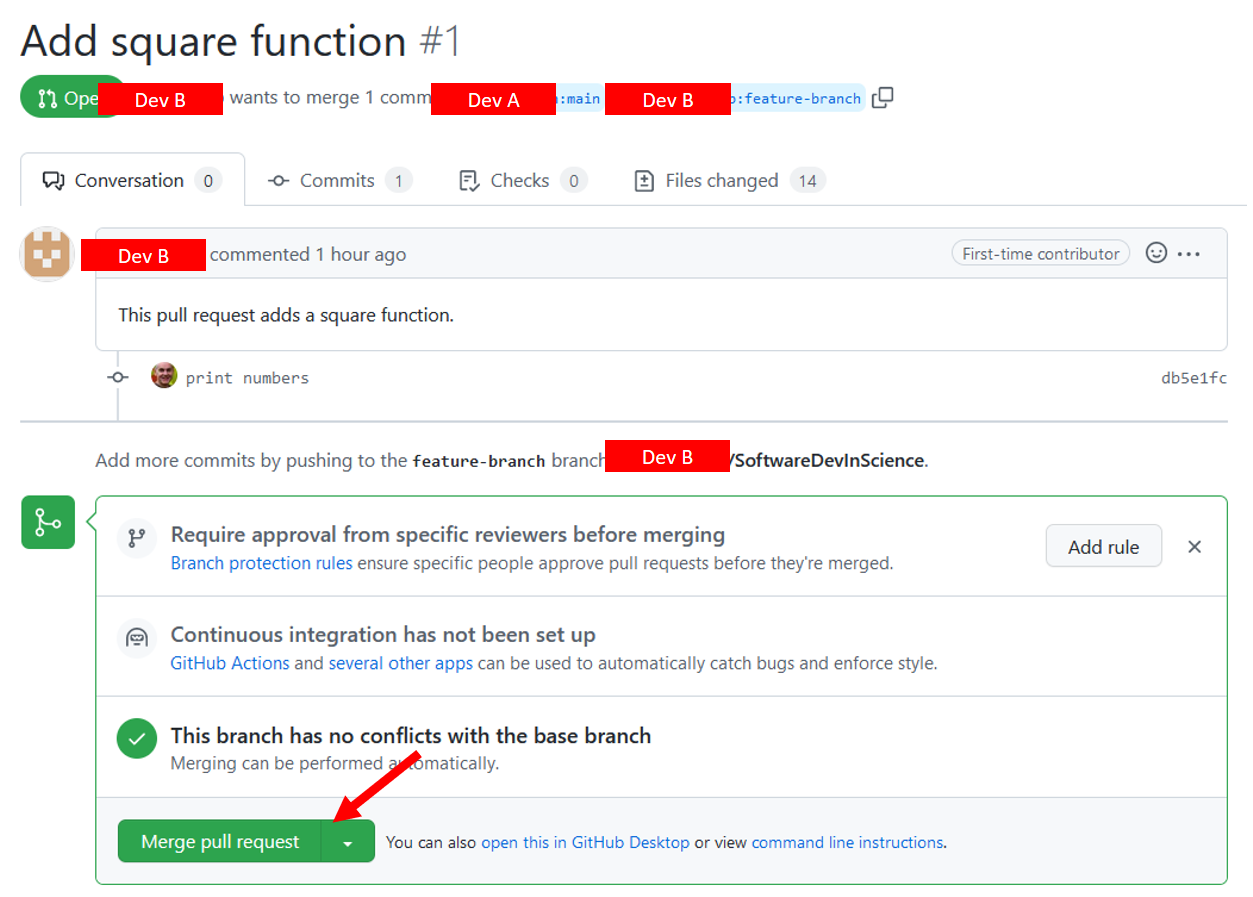 Add square function #1
Ope Dev B wants to merge 1 comm Dev A :main Dev B :feature-branch
Conversation 0 Commits 1 Checks 0 Files changed 14
Dev B commented 1 hour ago First-time contributor
This pull request adds a square function.
print numbers db5e1fc
Add more commits by pushing to the feature-branch branch Dev B /SoftwareDevInScience.
Require approval from specific reviewers before merging
Add rule
Branch protection rules ensure specific people approve pull requests before they're merged.
Continuous integration has not been set up
GitHub Actions and several other apps can be used to automatically catch bugs and enforce style.
This branch has no conflicts with the base branch
Merging can be performed automatically.
Merge pull request You can also open this in GitHub Desktop or view command line instructions.